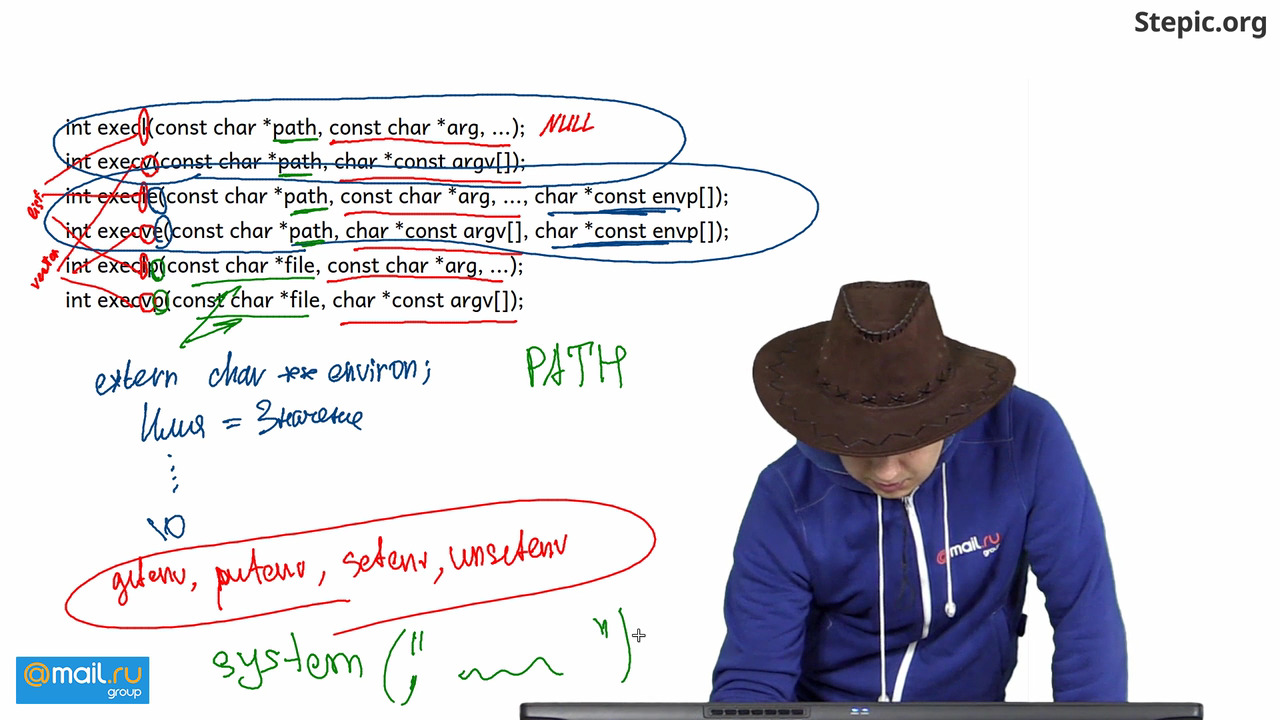 Stepic.org
int execl(const char *path, const char *arg, ...); NULL
int execv(const char *path, char *const argv[]);
int execle(const char *path, const char *arg, ..., char *const envp[]);
list
int execve(const char *path, char *const argv[], char *const envp[]);
vector
int execlp(const char *file, const char *arg, ...);
int execvp(const char *file, char *const argv[]);
extern char ** environ;
PATH
Имя = Значение
\0
getenv, putenv, setenv, unsetenv
system (" ")
@mail.ru
group
@mail.ru
group